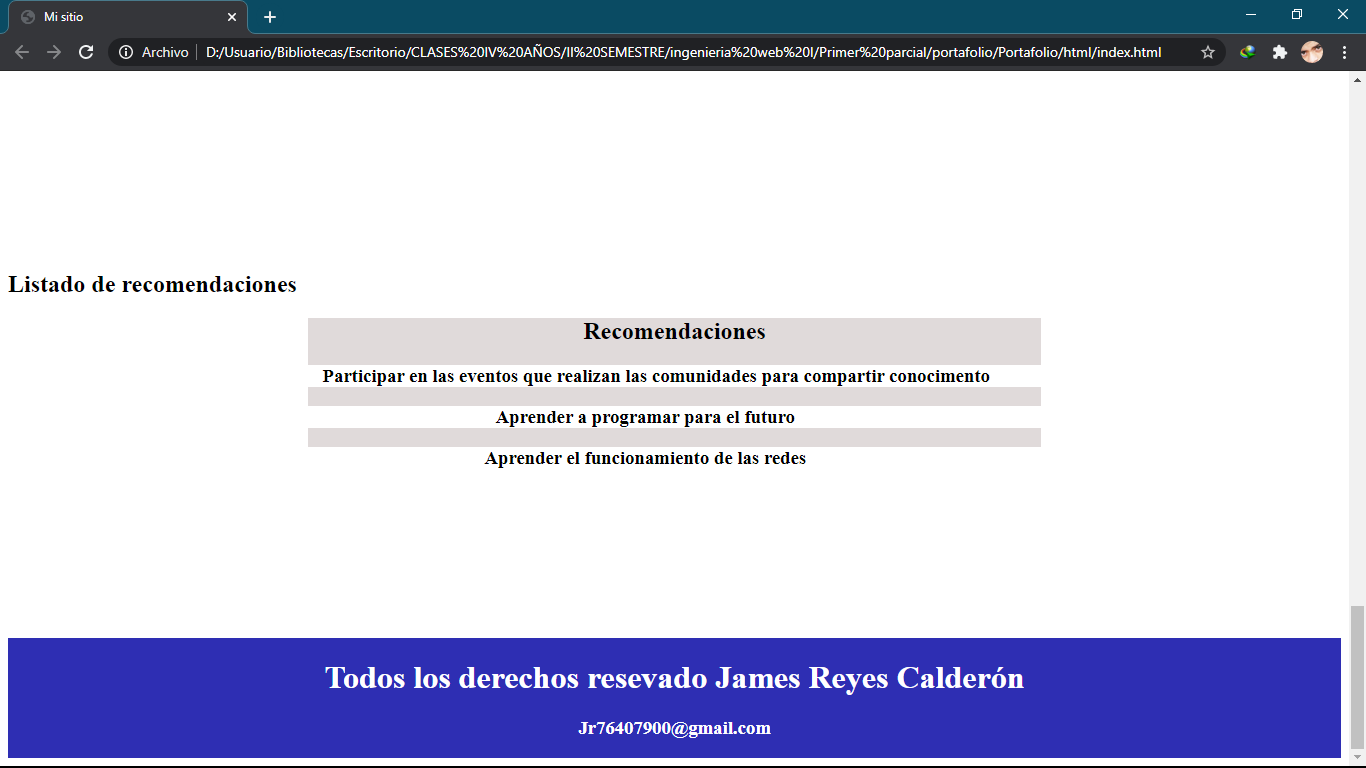 Mi sitio
Archivo D:/Usuario/Bibliotecas/Escritorio/CLASES%20IV%20AÑOS/II%20SEMESTRE/ingenieria%20web%20I/Primer%20parcial/portafolio/Portafolio/html/index.html
Listado de recomendaciones
Recomendaciones
Participar en las eventos que realizan las comunidades para compartir conocimento
Aprender a programar para el futuro
Aprender el funcionamiento de las redes
Todos los derechos resevado James Reyes Calderón
Jr76407900@gmail.com